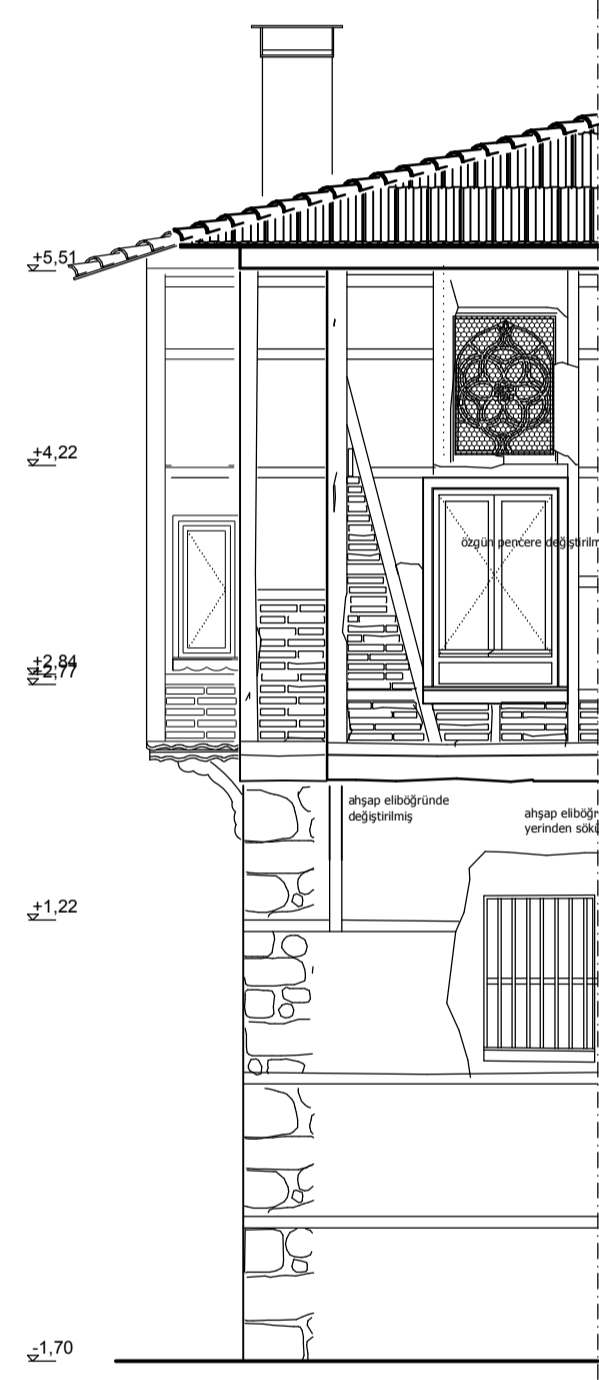 +5,51
+4,22
özgün pencere değiştirilm
+2,84
+2,77
ahşap eliböğründe
değiştirilmiş
ahşap eliböğr
yerinden sökü
+1,22
-1,70